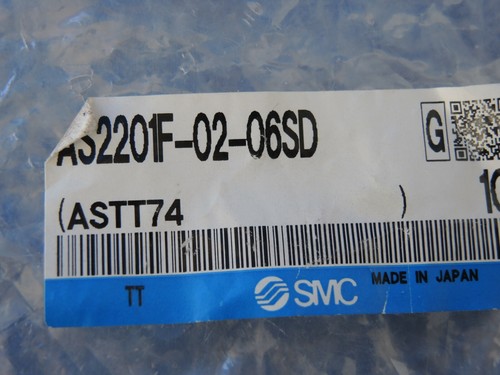 AS2201F-02-06SD
G
(ASTT74 )
10
TT
SMC
MADE IN JAPAN